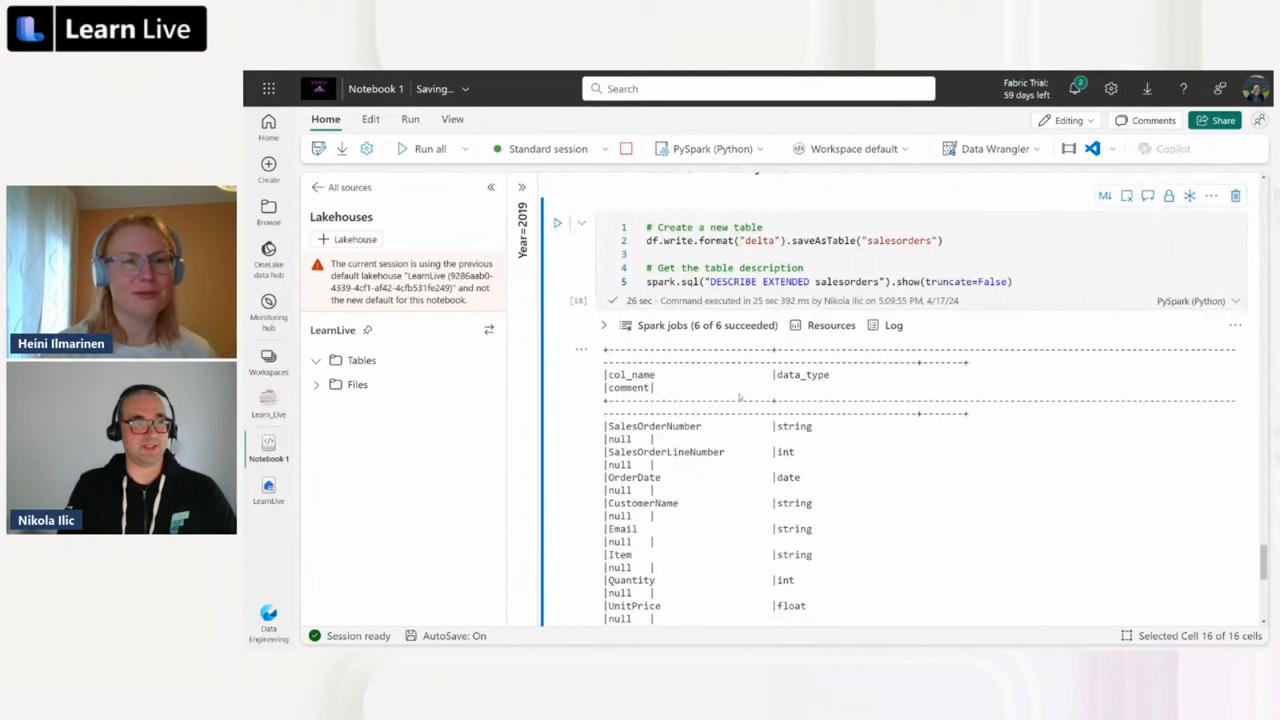 Learn Live
Notebook 1
Saving...
Search
Fabric Trial:
59 days left
2
Home
Edit
Run
View
Editing
Comments
Share
Run all
Standard session
PySpark (Python)
Workspace default
Data Wrangler
Copilot
Home
Create
Browse
OneLake
data hub
Monitoring
hub
Workspaces
Learn_Live
Notebook 1
LearnLive
Data
Engineering
All sources
Lakehouses
+ Lakehouse
The current session is using the previous
default lakehouse "LearnLive (9286aab0-
4339-4cf1-af42-4cfb531fe249)" and not
the new default for this notebook.
LearnLive
Tables
Files
Year=2019
M↓
1 # Create a new table
2 df.write.format("delta").saveAsTable("salesorders")
3
4 # Get the table description
5 spark.sql("DESCRIBE EXTENDED salesorders").show(truncate=False)
[18]
26 sec - Command executed in 25 sec 392 ms by Nikola Ilic on 5:09:55 PM, 4/17/24
PySpark (Python)
Spark jobs (6 of 6 succeeded)
Resources
Log
|col_name |data_type
|comment|
|SalesOrderNumber |string
|null |
|SalesOrderLineNumber |int
|null |
|OrderDate |date
|null |
|CustomerName |string
|null |
|Email |string
|null |
|Item |string
|null |
|Quantity |int
|null |
|UnitPrice |float
|null |
Session ready
AutoSave: On
Selected Cell 16 of 16 cells
Heini Ilmarinen
Nikola Ilic